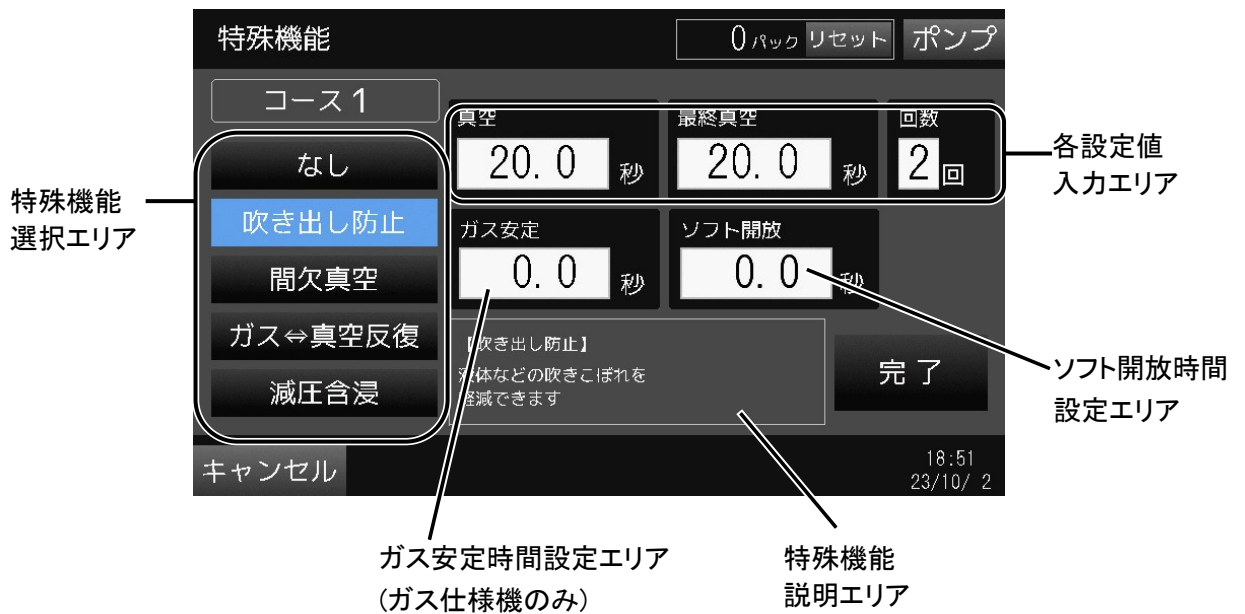 特殊機能
0 パック リセット
ポンプ
コース 1
真空
最終真空
回数
20. 0 秒
20. 0 秒
2 回
各設定値
入力エリア
なし
吹き出し防止
間欠真空
ガス⇔真空反復
減圧含浸
特殊機能
選択エリア
ガス安定
ソフト開放
0. 0 秒
0. 0 秒
【吹き出し防止】
液体などの吹きこぼれを
軽減できます
完了
ソフト開放時間
設定エリア
キャンセル
18:51
23/10/ 2
ガス安定時間設定エリア
(ガス仕様機のみ)
特殊機能
説明エリア